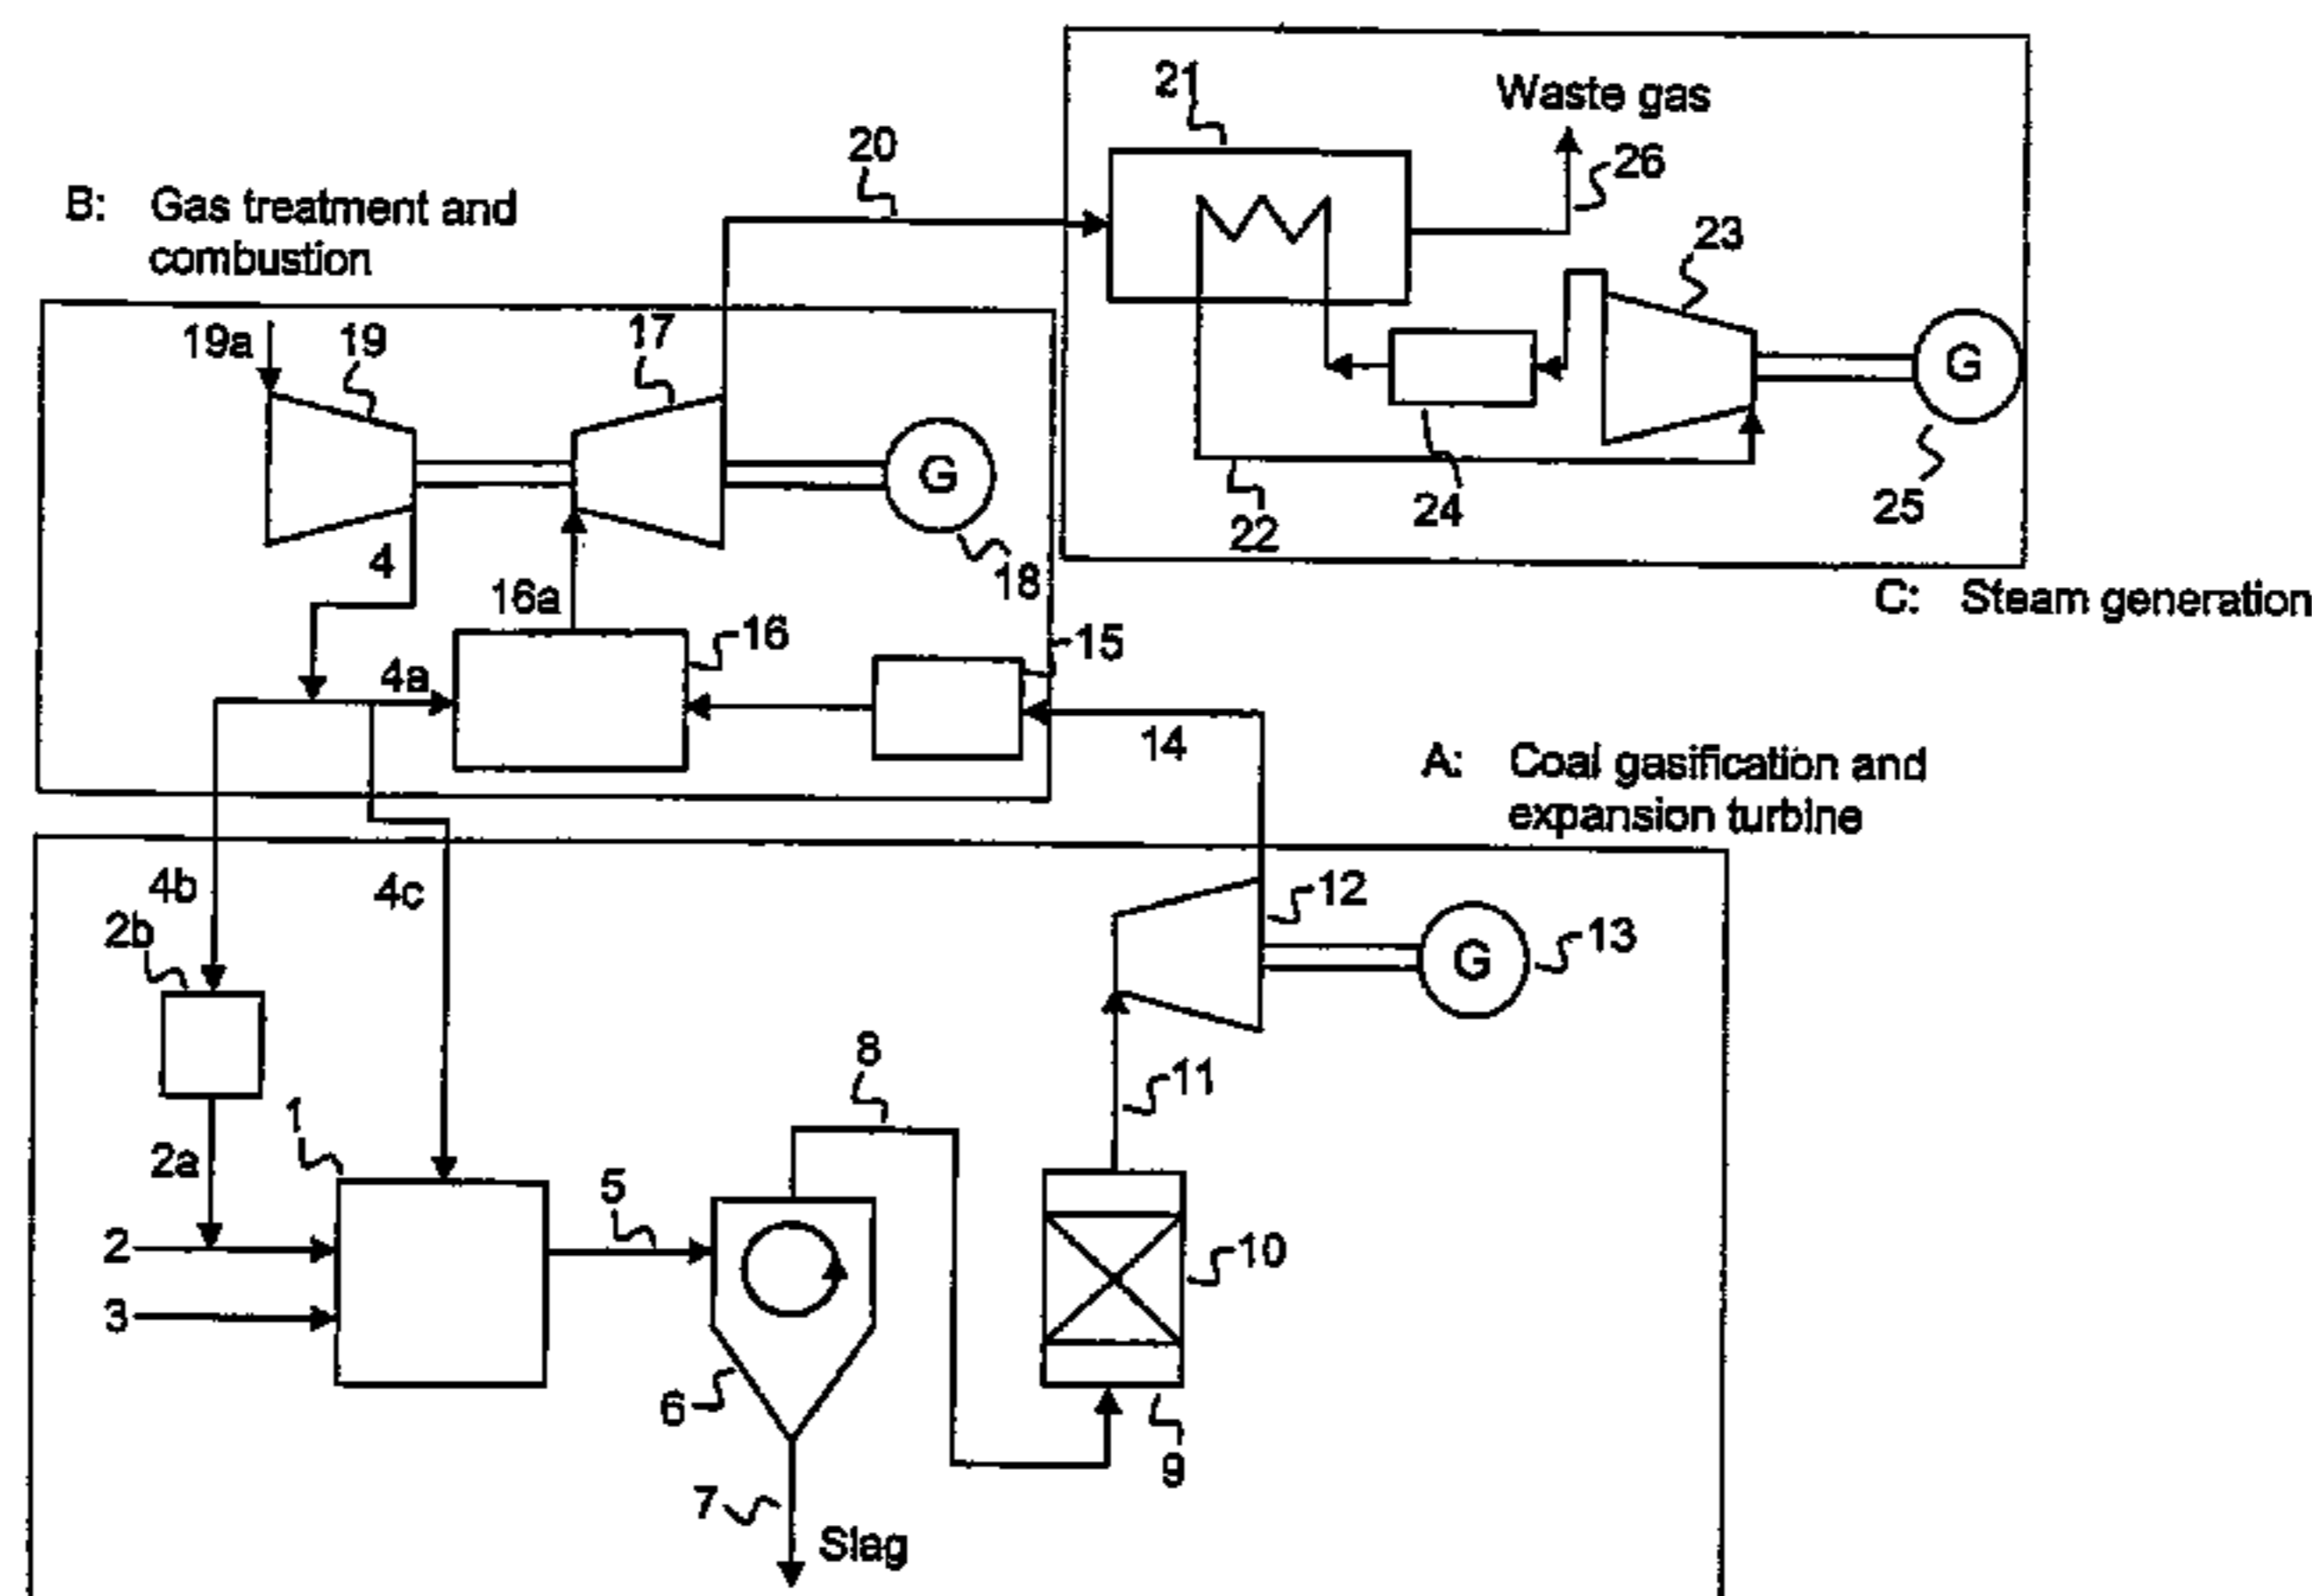 21
Waste gas
20
26
B: Gas treatment and
combustion
23
19a
19
17
G
G
4
22
24
25
18
16a
C: Steam generation
16
15
4a
14
A: Coal gasification and
expansion turbine
4b
4c
12
2b
G
13
8
11
1
2a
5
2
10
3
6
9
7
Slag